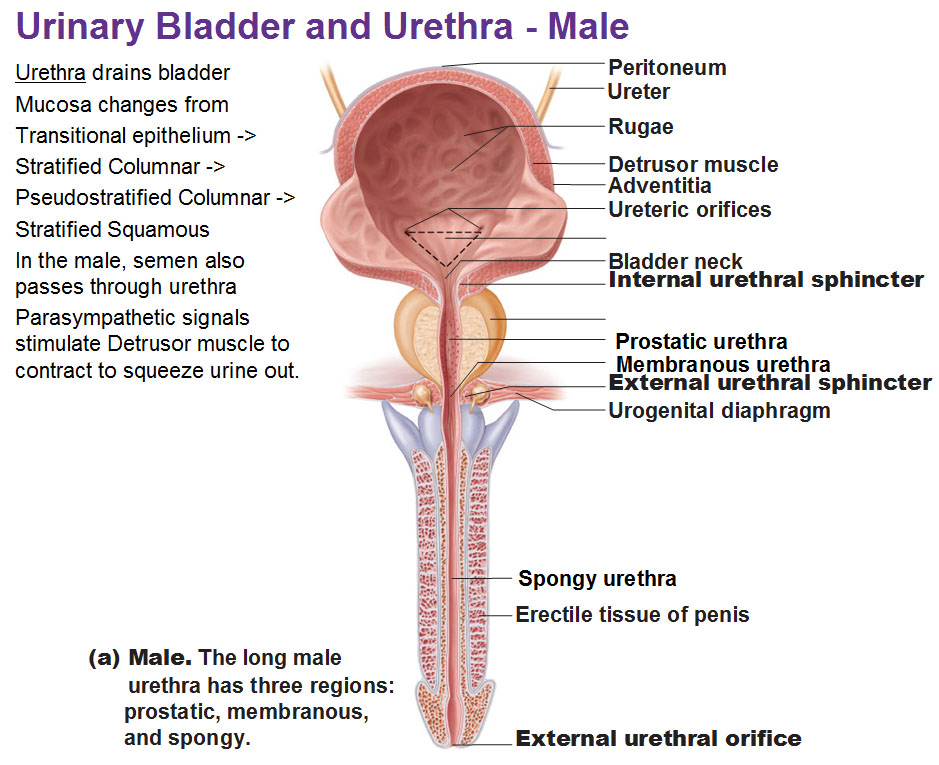 Urinary Bladder and Urethra - Male
Urethra drains bladder
Mucosa changes from
Transitional epithelium ->
Stratified Columnar ->
Pseudostratified Columnar ->
Stratified Squamous
In the male, semen also
passes through urethra
Parasympathetic signals
stimulate Detrusor muscle to
contract to squeeze urine out.
Peritoneum
Ureter
Rugae
Detrusor muscle
Adventitia
Ureteric orifices
Bladder neck
Internal urethral sphincter
Prostatic urethra
Membranous urethra
External urethral sphincter
Urogenital diaphragm
Spongy urethra
Erectile tissue of penis
(a) Male. The long male
urethra has three regions:
prostatic, membranous,
and spongy.
External urethral orifice